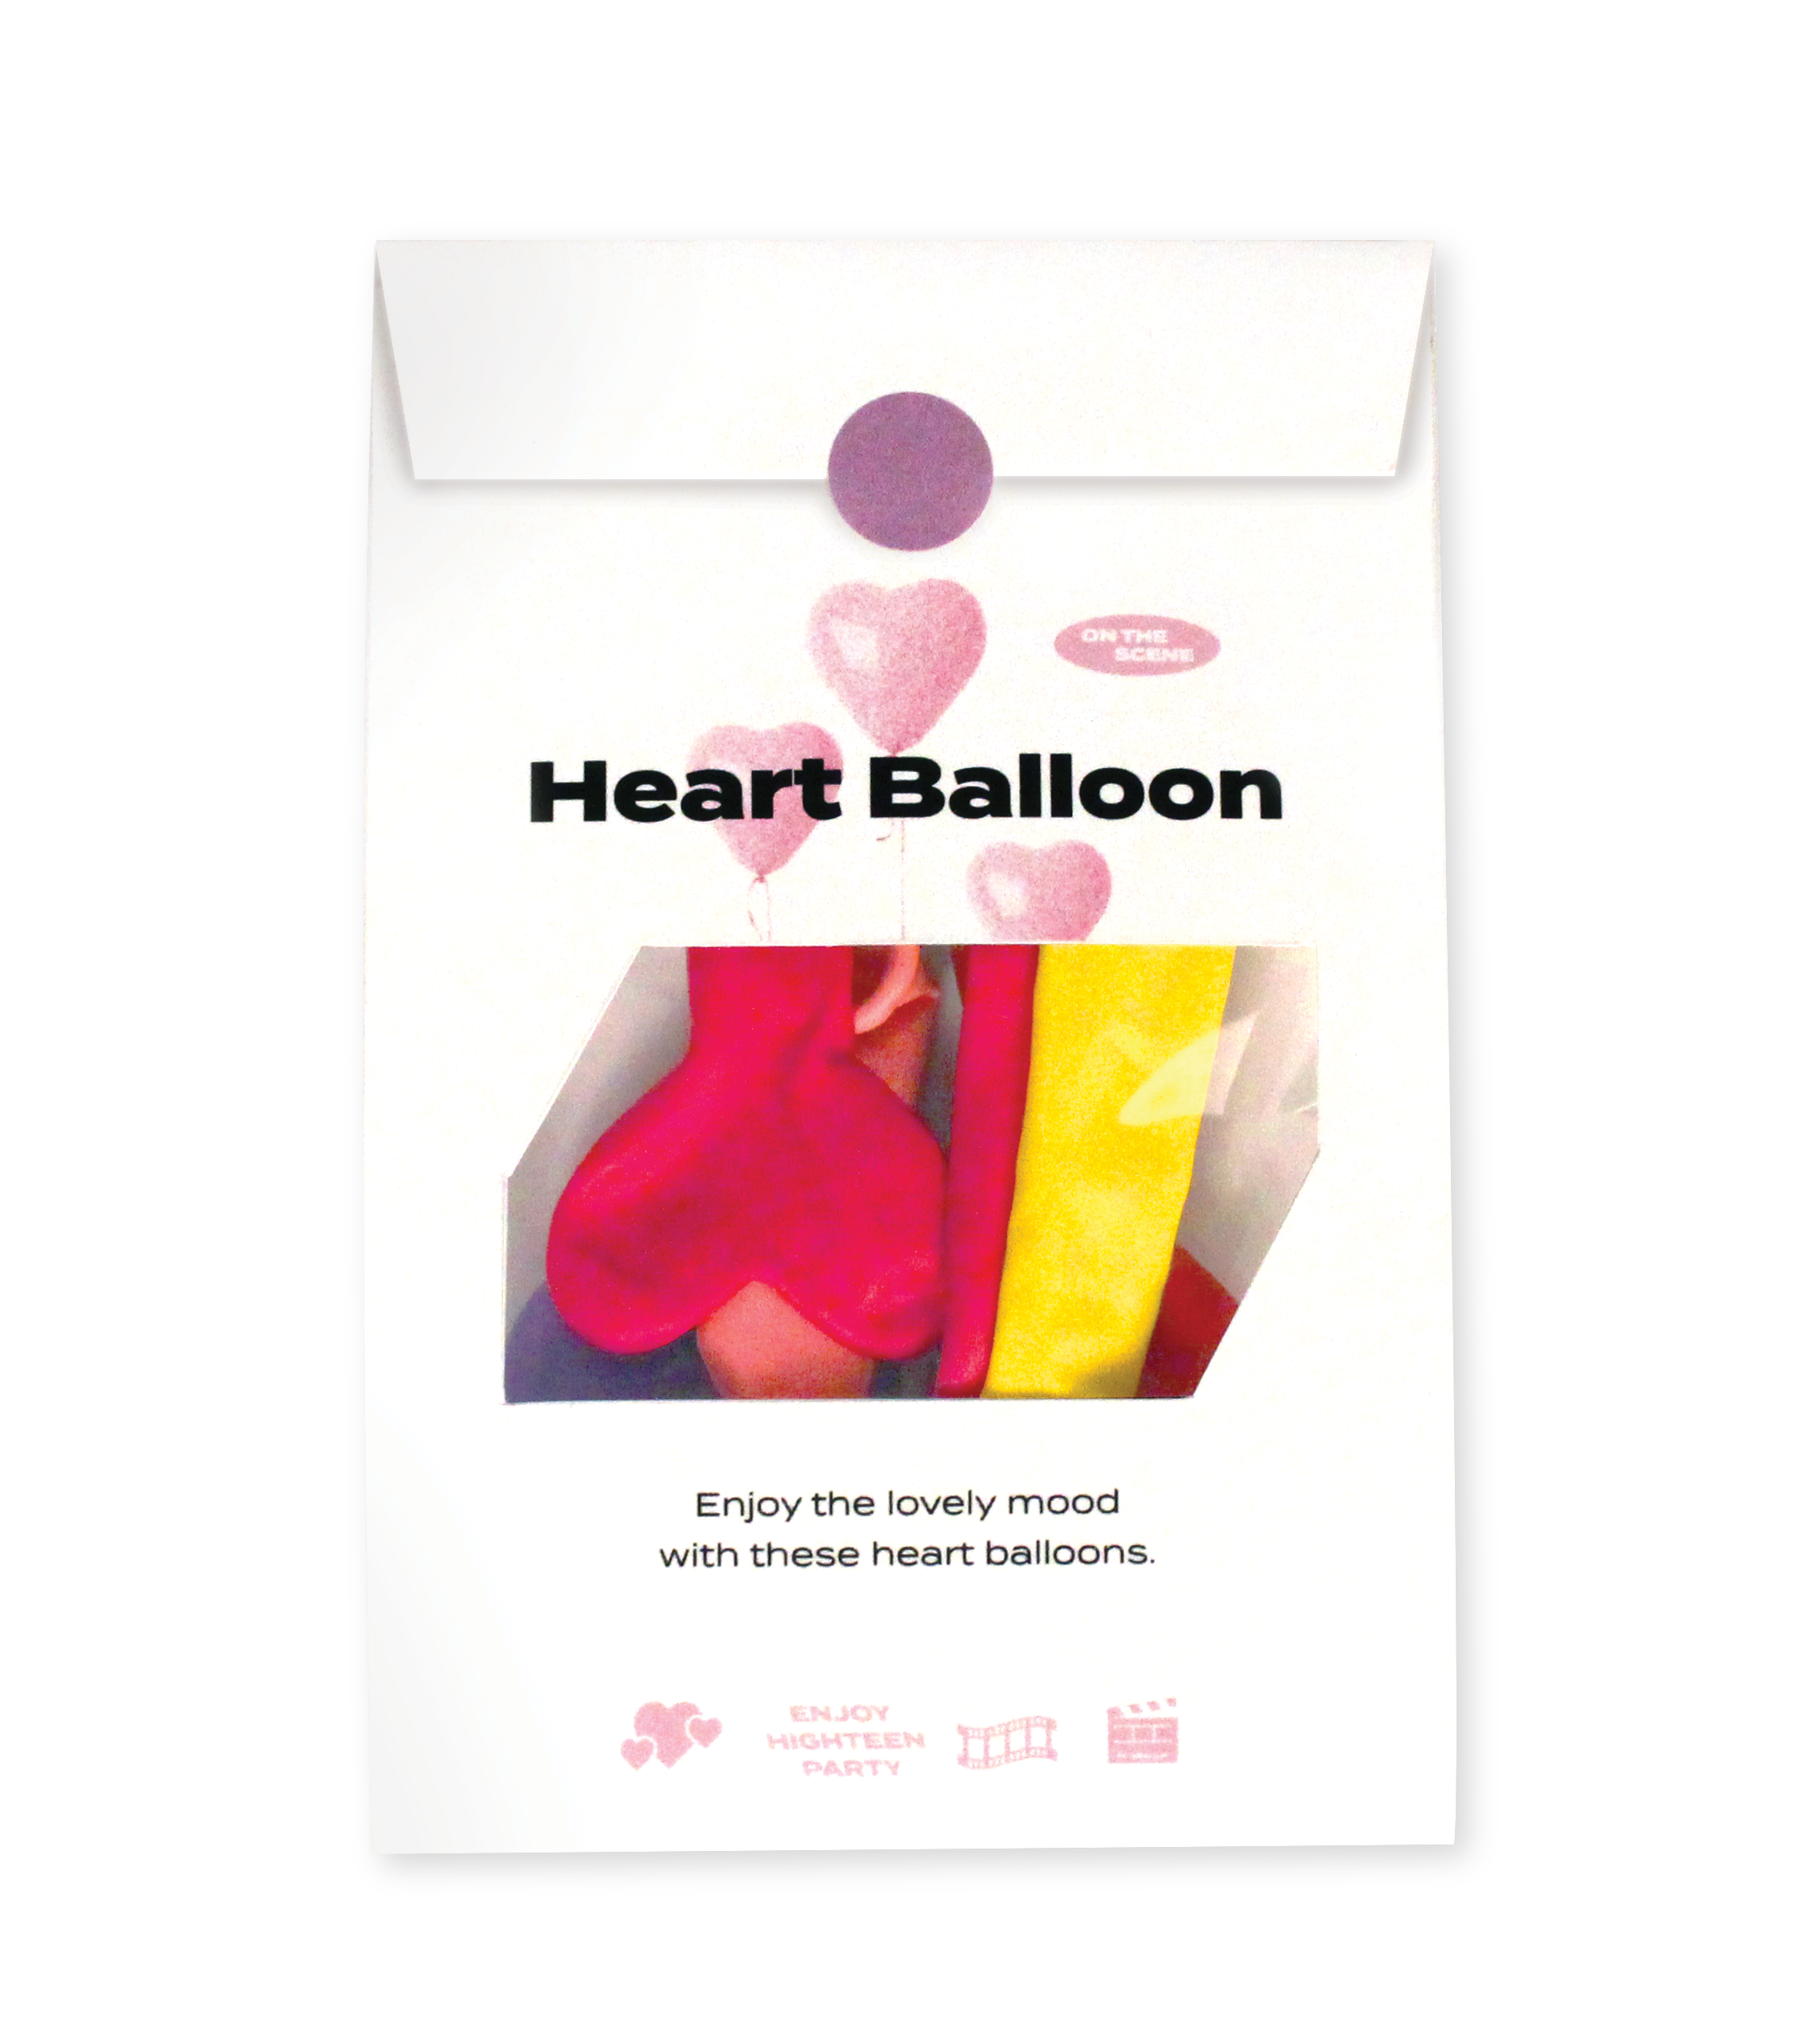 ON THE
SCENE
Heart Balloon
Enjoy the lovely mood
with these heart balloons.
ENJOY
HIGHTEEN
PARTY